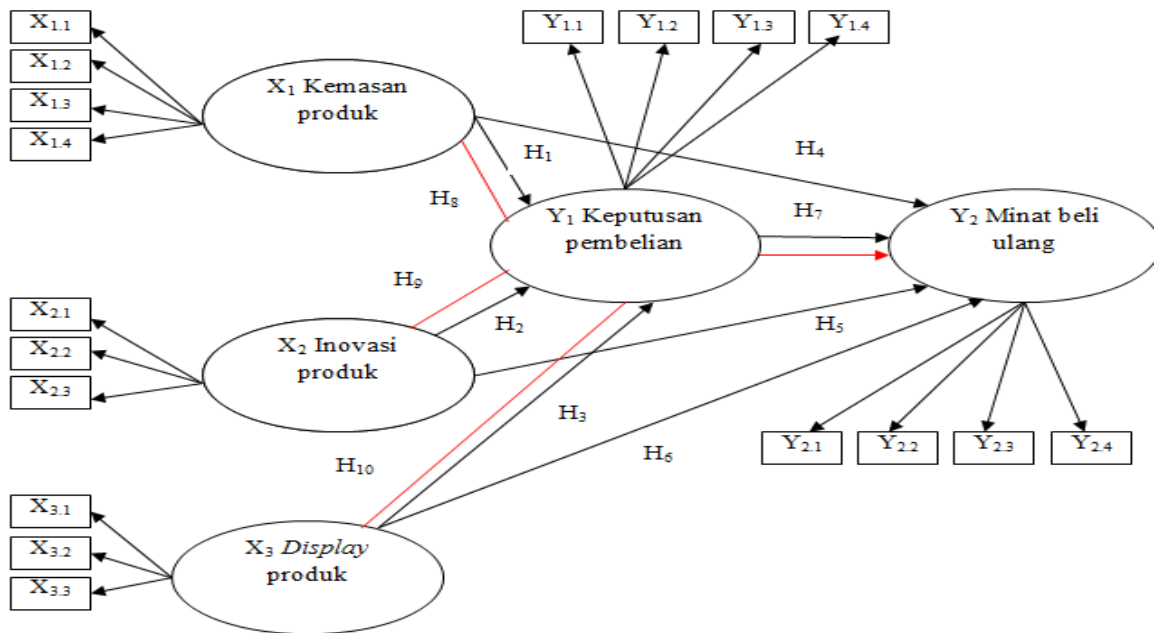 X1.1
X1.2
X1.3
X1.4
Y1.1
Y1.2
Y1.3
Y1.4
X1 Kemasan
produk
H1
H4
H8
Y1 Keputusan
pembelian
H7
Y2 Minat beli
ulang
H9
H2
X2.1
X2.2
X2.3
X2 Inovasi
produk
H5
H3
H6
H10
Y2.1
Y2.2
Y2.3
Y2.4
X3.1
X3.2
X3.3
X3 Display
produk